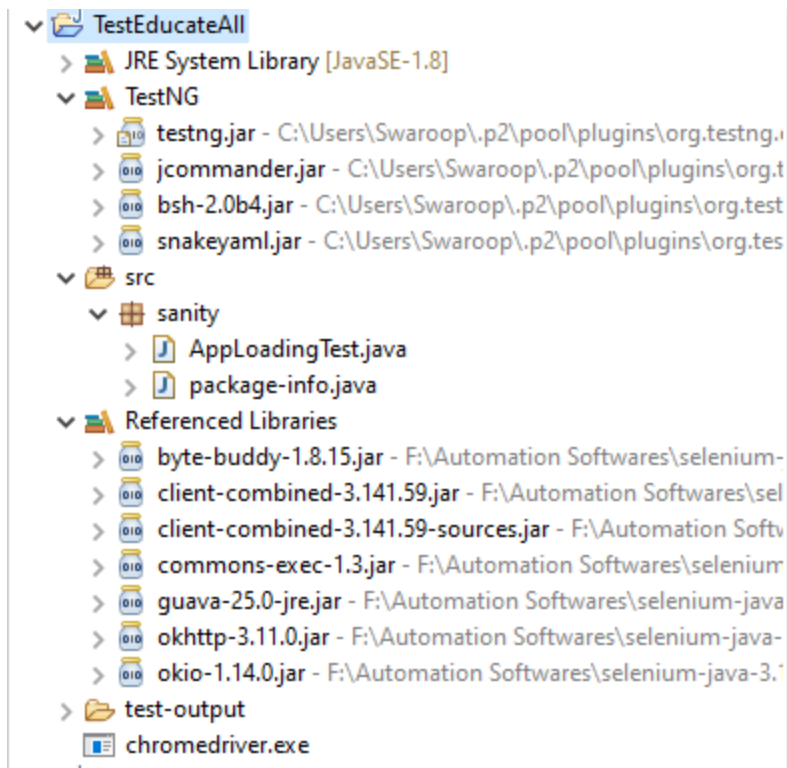 TestEducateAll
JRE System Library [JavaSE-1.8]
TestNG
testng.jar - C:\Users\Swaroop\.p2\pool\plugins\org.testng.
jcommander.jar - C:\Users\Swaroop\.p2\pool\plugins\org.t
bsh-2.0b4.jar - C:\Users\Swaroop\.p2\pool\plugins\org.test
snakeyaml.jar - C:\Users\Swaroop\.p2\pool\plugins\org.tes
src
sanity
AppLoadingTest.java
package-info.java
Referenced Libraries
byte-buddy-1.8.15.jar - F:\Automation Softwares\selenium-
client-combined-3.141.59.jar - F:\Automation Softwares\sel
client-combined-3.141.59-sources.jar - F:\Automation Softw
commons-exec-1.3.jar - F:\Automation Softwares\selenium
guava-25.0-jre.jar - F:\Automation Softwares\selenium-java
okhttp-3.11.0.jar - F:\Automation Softwares\selenium-java-
okio-1.14.0.jar - F:\Automation Softwares\selenium-java-3.
test-output
chromedriver.exe